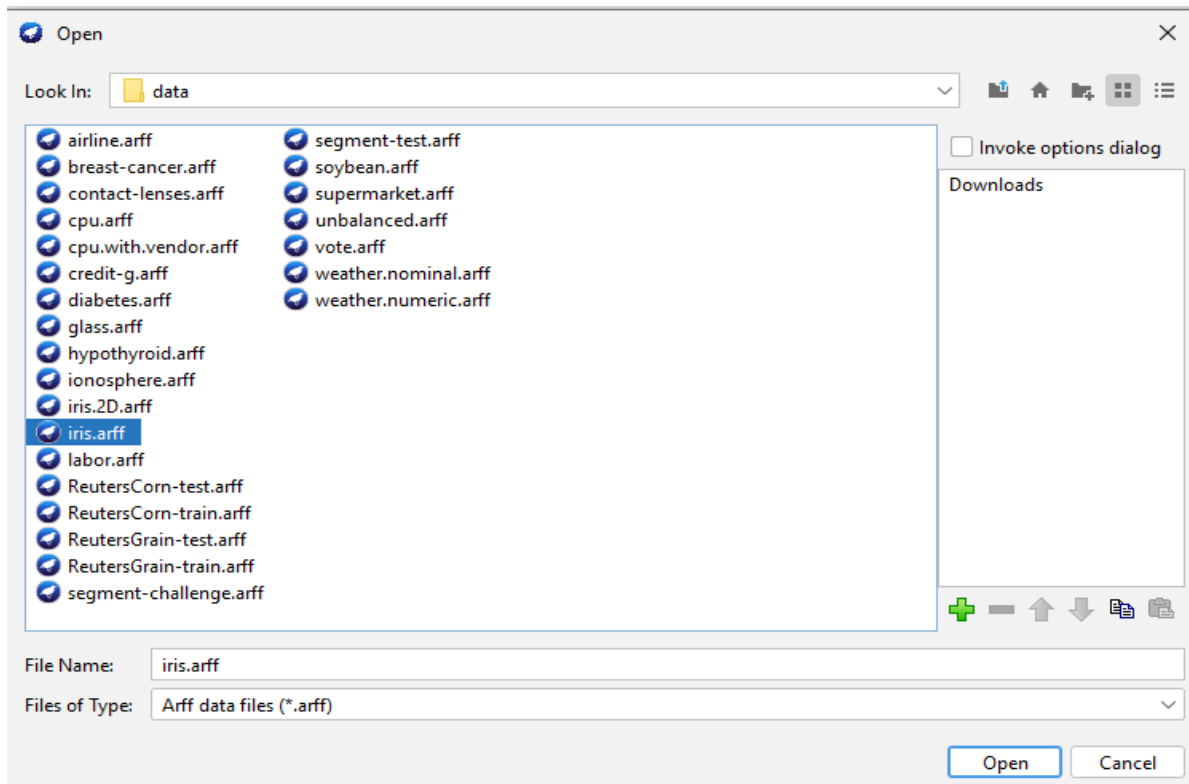 Open
Look In: data
airline.arff
breast-cancer.arff
contact-lenses.arff
cpu.arff
cpu.with.vendor.arff
credit-g.arff
diabetes.arff
glass.arff
hypothyroid.arff
ionosphere.arff
iris.2D.arff
iris.arff
labor.arff
ReutersCorn-test.arff
ReutersCorn-train.arff
ReutersGrain-test.arff
ReutersGrain-train.arff
segment-challenge.arff
segment-test.arff
soybean.arff
supermarket.arff
unbalanced.arff
vote.arff
weather.nominal.arff
weather.numeric.arff
Invoke options dialog
Downloads
File Name: iris.arff
Files of Type: Arff data files (*.arff)
Open Cancel